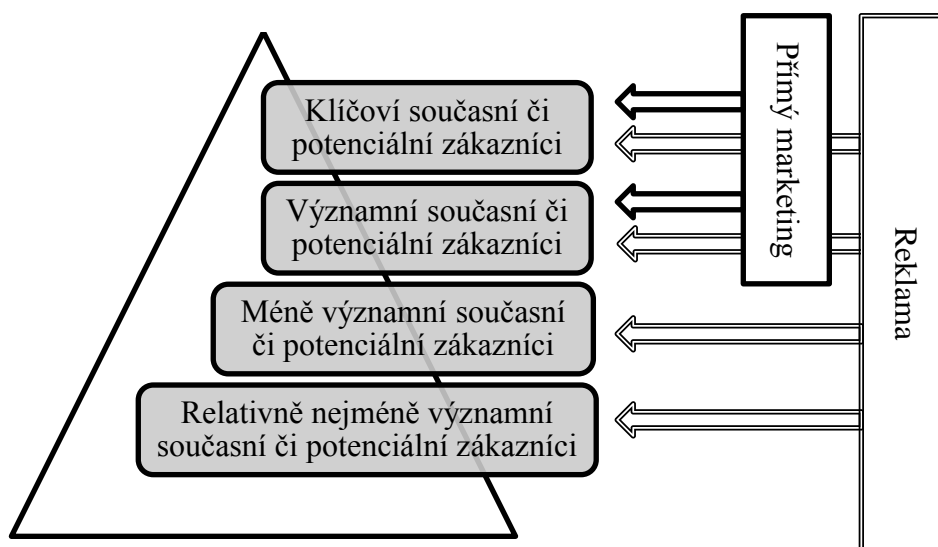 Klíčoví současní či
potenciální zákazníci
Významní současní či
potenciální zákazníci
Méně významní současní
či potenciální zákazníci
Relativně nejméně významní
současní či potenciální zákazníci
Přímý marketing
Reklama